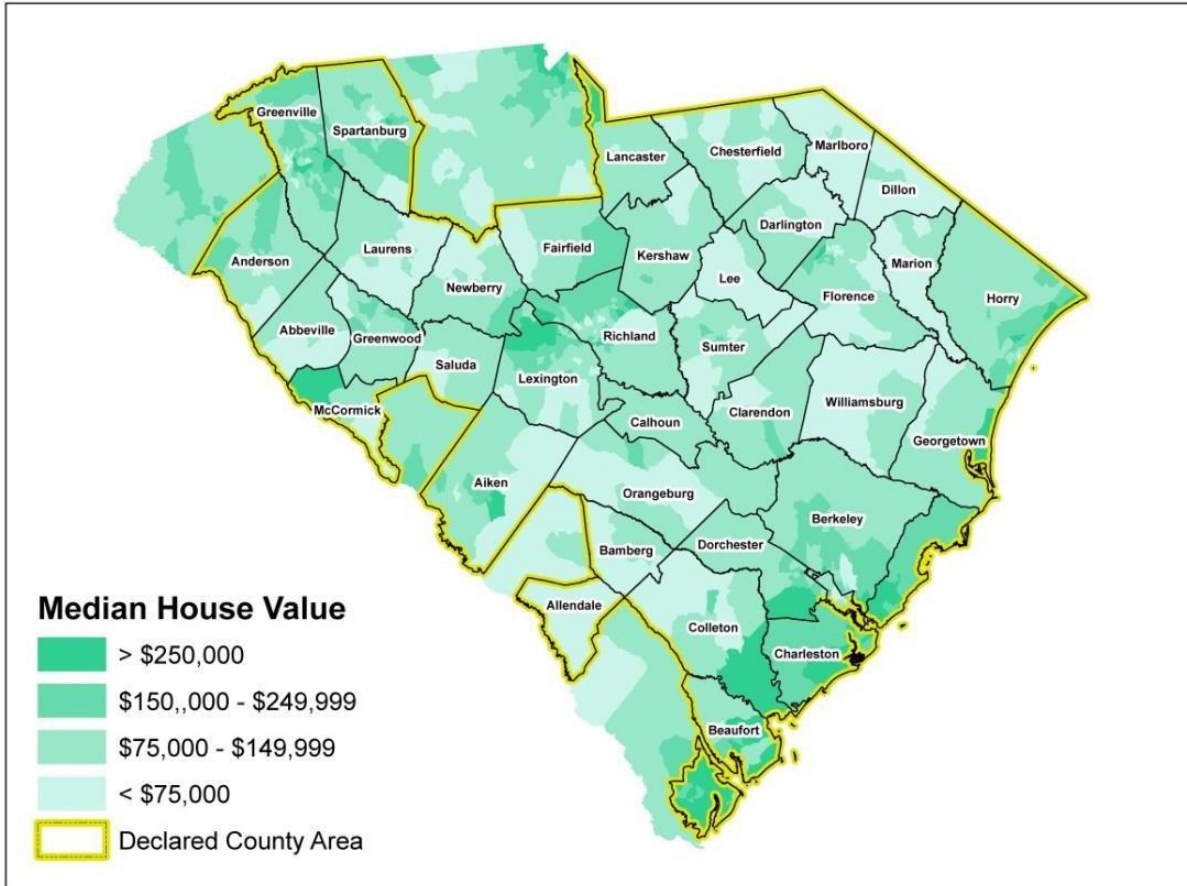 Greenville
Spartanburg
Lancaster
Chesterfield
Marlboro
Dillon
Darlington
Laurens
Fairfield
Kershaw
Marion
Anderson
Newberry
Lee
Florence
Horry
Abbeville
Greenwood
Richland
Sumter
Saluda
Lexington
McCormick
Calhoun
Clarendon
Williamsburg
Georgetown
Aiken
Orangeburg
Berkeley
Bamberg
Dorchester
Allendale
Colleton
Charleston
Beaufort
Median House Value
> $250,000
$150,,000 - $249,999
$75,000 - $149,999
< $75,000
Declared County Area